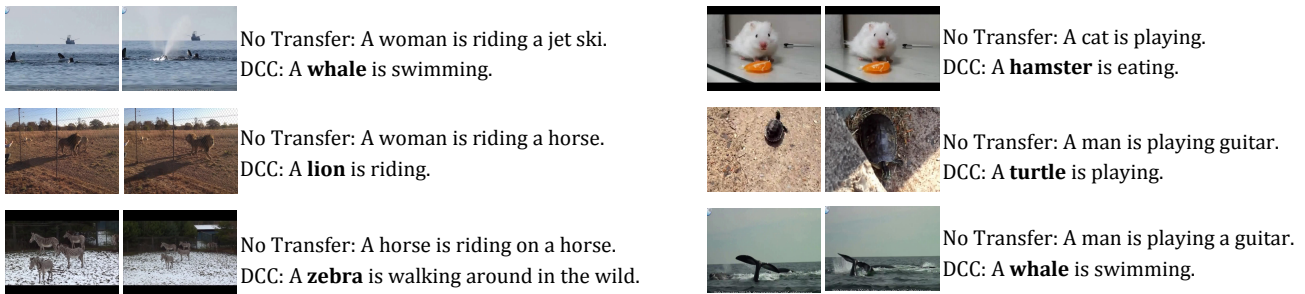 No Transfer: A woman is riding a jet ski.
DCC: A whale is swimming.
No Transfer: A woman is riding a horse.
DCC: A lion is riding.
No Transfer: A horse is riding on a horse.
DCC: A zebra is walking around in the wild.
No Transfer: A cat is playing.
DCC: A hamster is eating.
No Transfer: A man is playing guitar.
DCC: A turtle is playing.
No Transfer: A man is playing a guitar.
DCC: A whale is swimming.